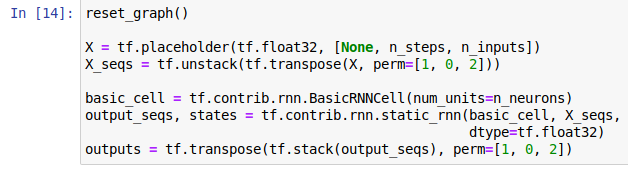 In [14]: reset_graph()
X = tf.placeholder(tf.float32, [None, n_steps, n_inputs])
X_seqs = tf.unstack(tf.transpose(X, perm=[1, 0, 2]))
basic_cell = tf.contrib.rnn.BasicRNNCell(num_units=n_neurons)
output_seqs, states = tf.contrib.rnn.static_rnn(basic_cell, X_seqs,
dtype=tf.float32)
outputs = tf.transpose(tf.stack(output_seqs), perm=[1, 0, 2])